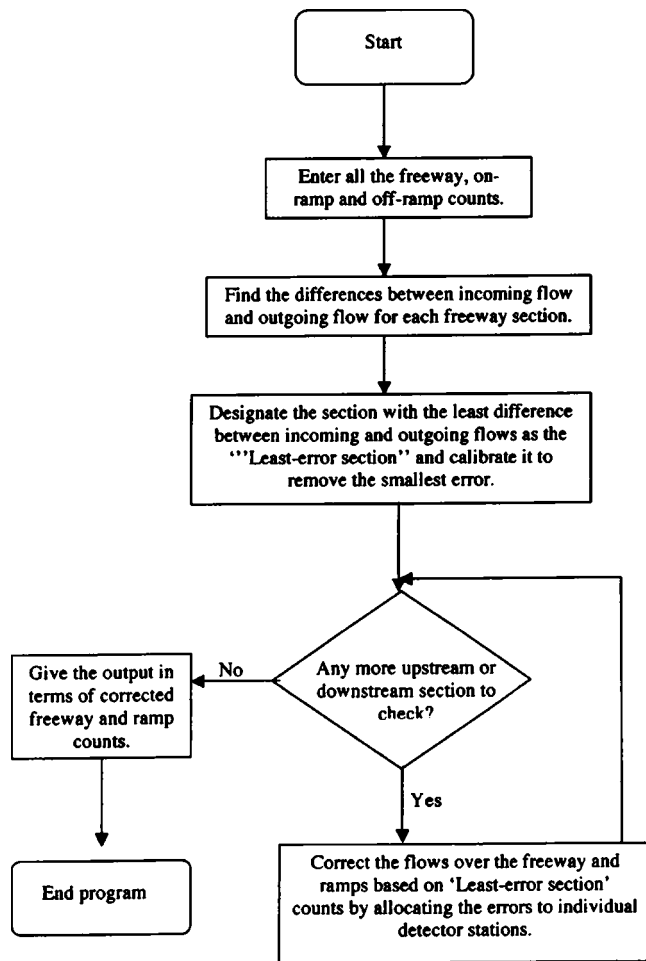 Start
Enter all the freeway, on-
ramp and off-ramp counts.
Find the differences between incoming flow
and outgoing flow for each freeway section.
Designate the section with the least difference
between incoming and outgoing flows as the
‘”Least-error section’’ and calibrate it to
remove the smallest error.
Any more upstream or
downstream section to
check?
No
Give the output in
terms of corrected
freeway and ramp
counts.
End program
Yes
Correct the flows over the freeway and
ramps based on ‘Least-error section’
counts by allocating the errors to individual
detector stations.